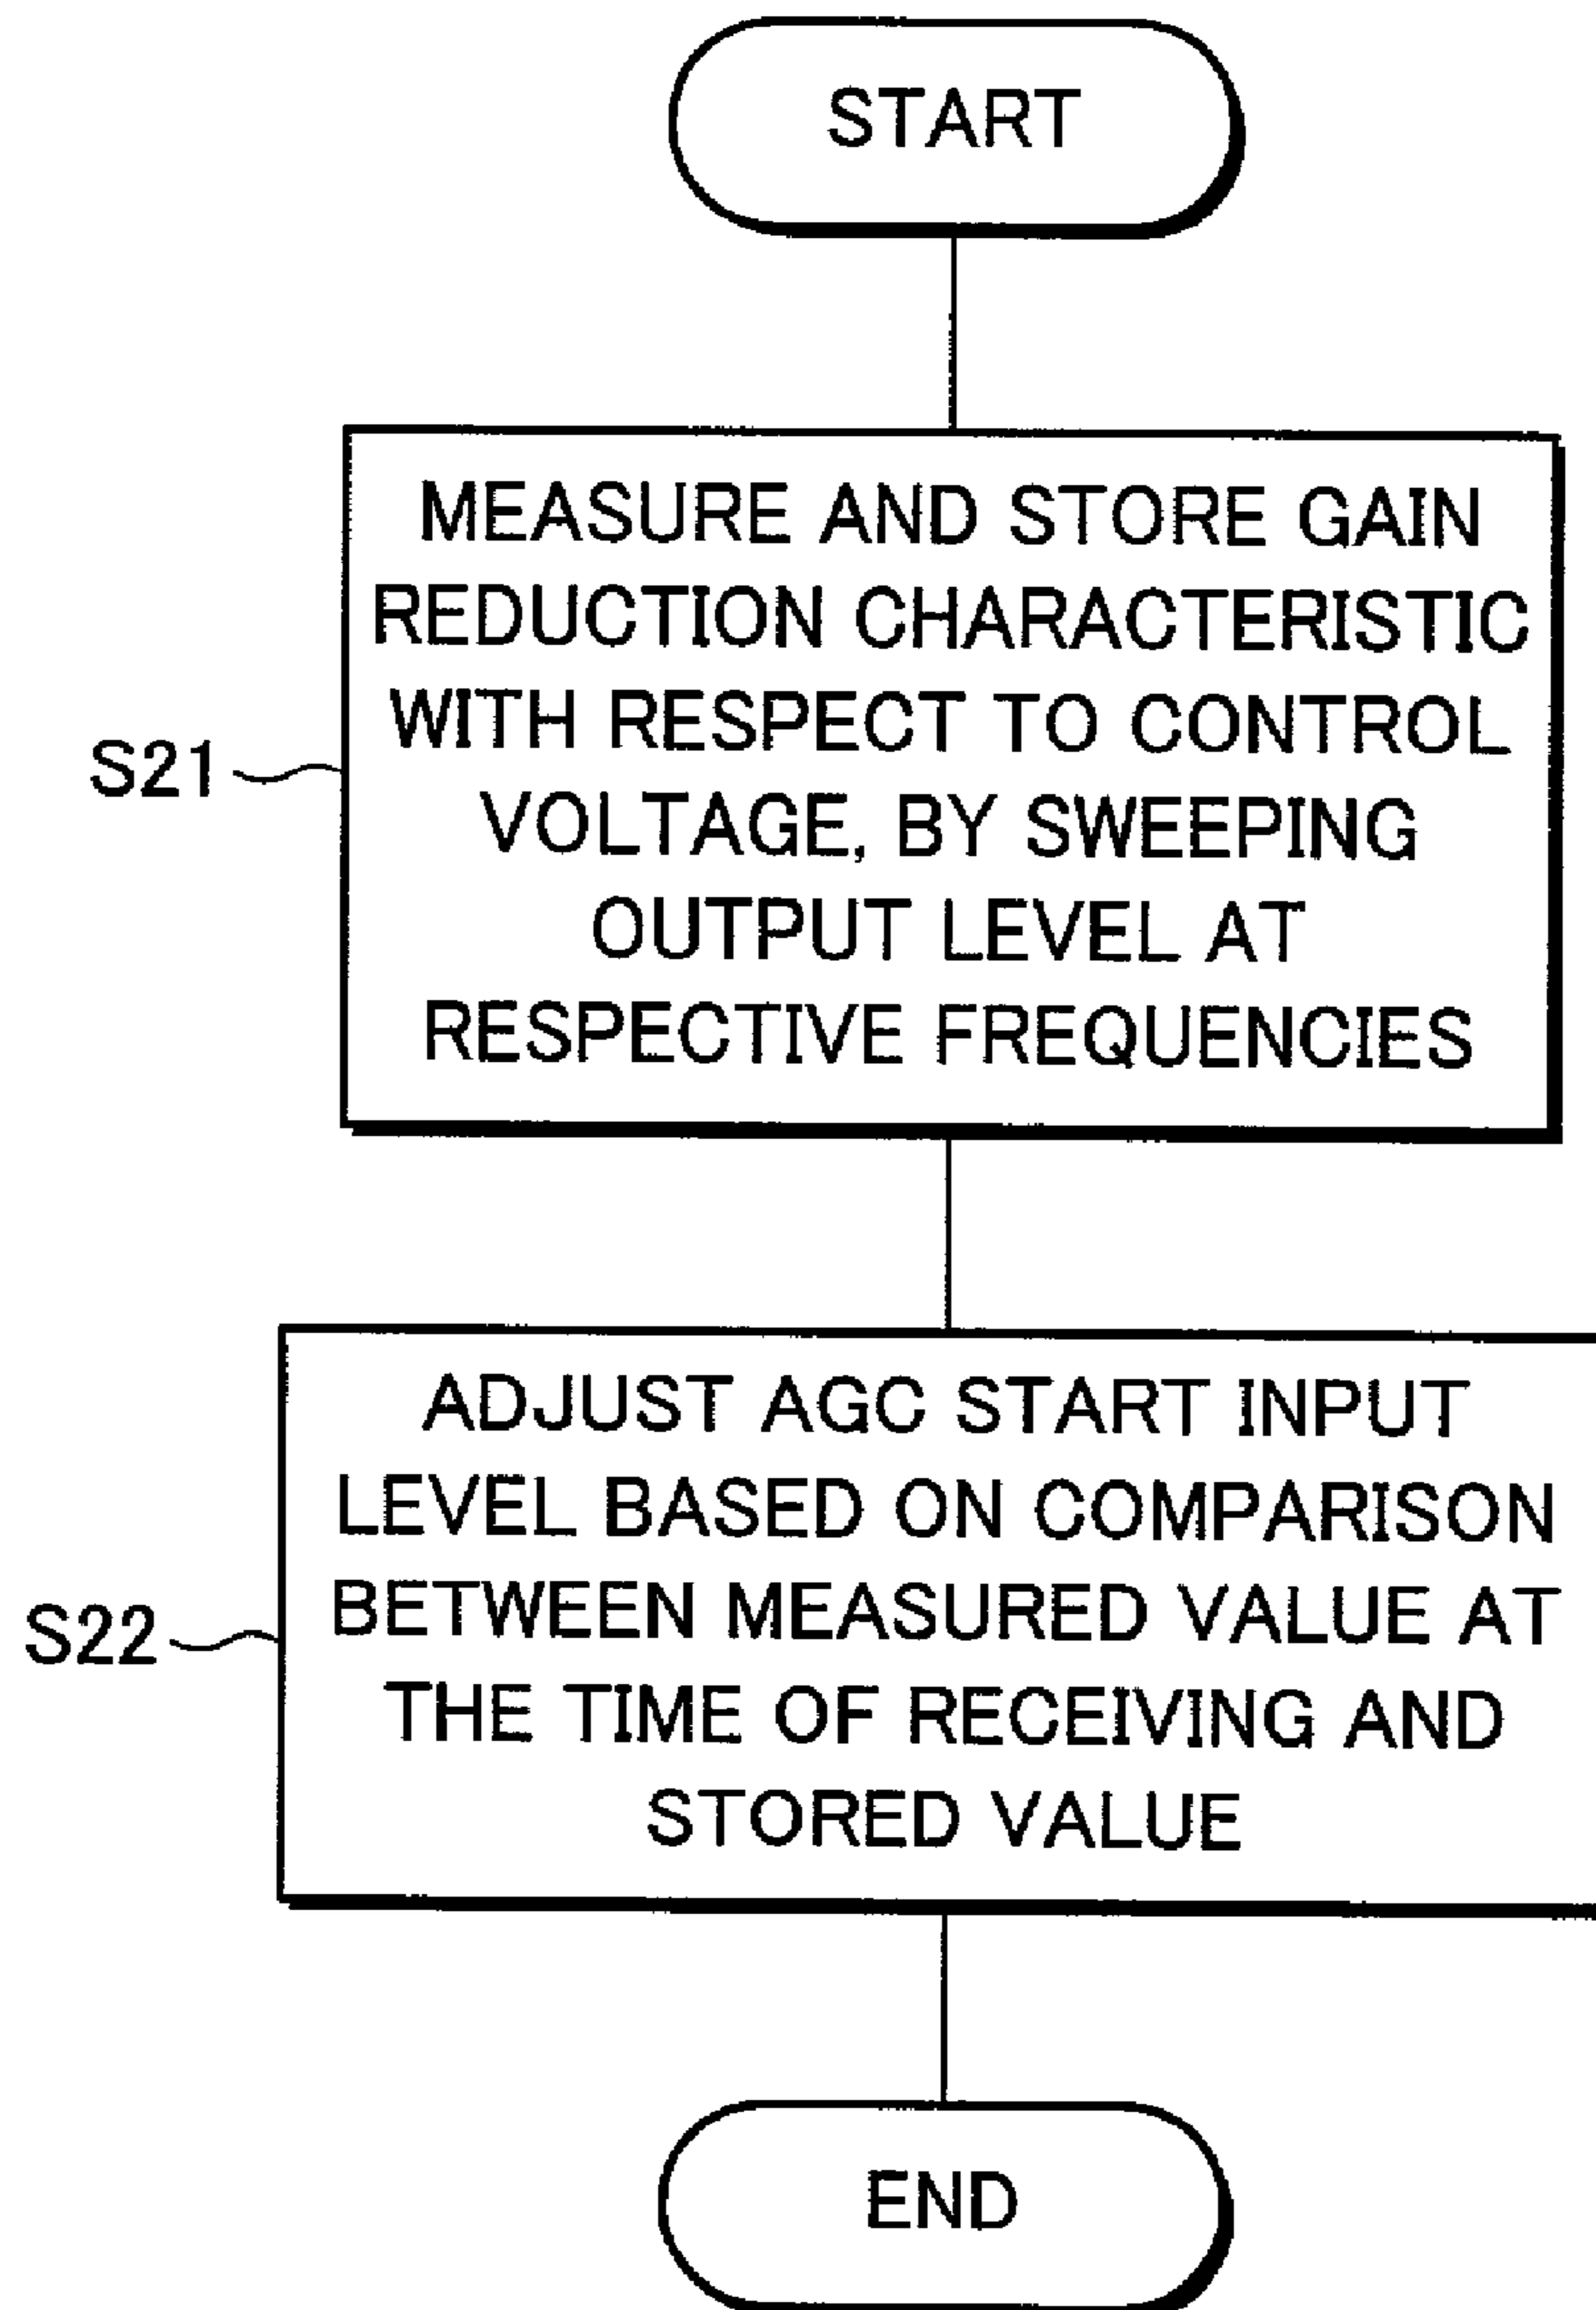 START
MEASURE AND STORE GAIN
REDUCTION CHARACTERISTIC
WITH RESPECT TO CONTROL
VOLTAGE, BY SWEEPING
OUTPUT LEVEL AT
RESPECTIVE FREQUENCIES
S21
ADJUST AGC START INPUT
LEVEL BASED ON COMPARISON
BETWEEN MEASURED VALUE AT
THE TIME OF RECEIVING AND
STORED VALUE
S22
END